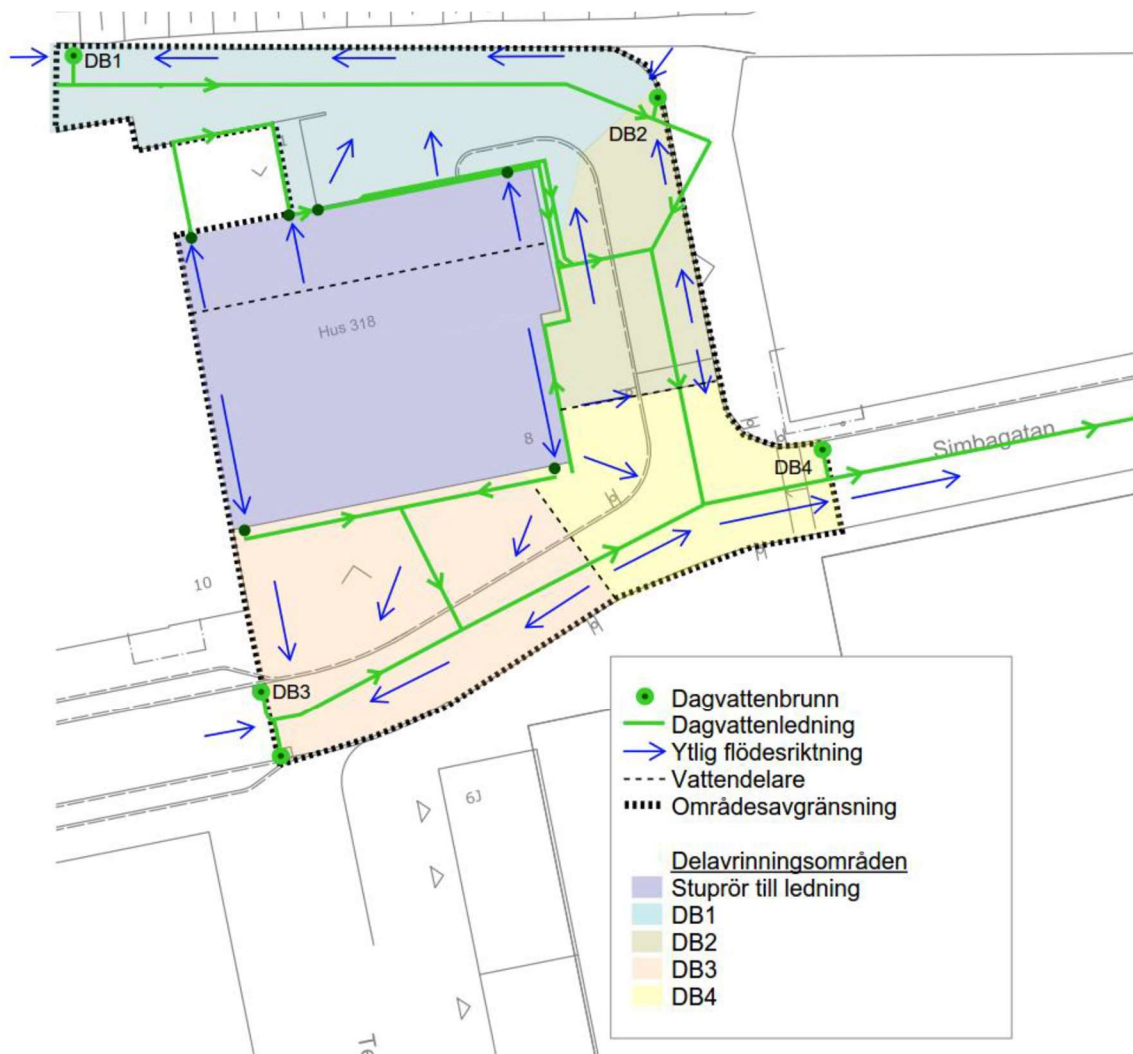 DB1
DB2
Hus 318
8
DB4
Simbagatan
10
DB3
6J
Dagvattenbrunn
Dagvattenledning
Ytlig flödesriktning
Vattendelare
Områdesavgränsning
Delavrinningsområden
Stuprör till ledning
DB1
DB2
DB3
DB4